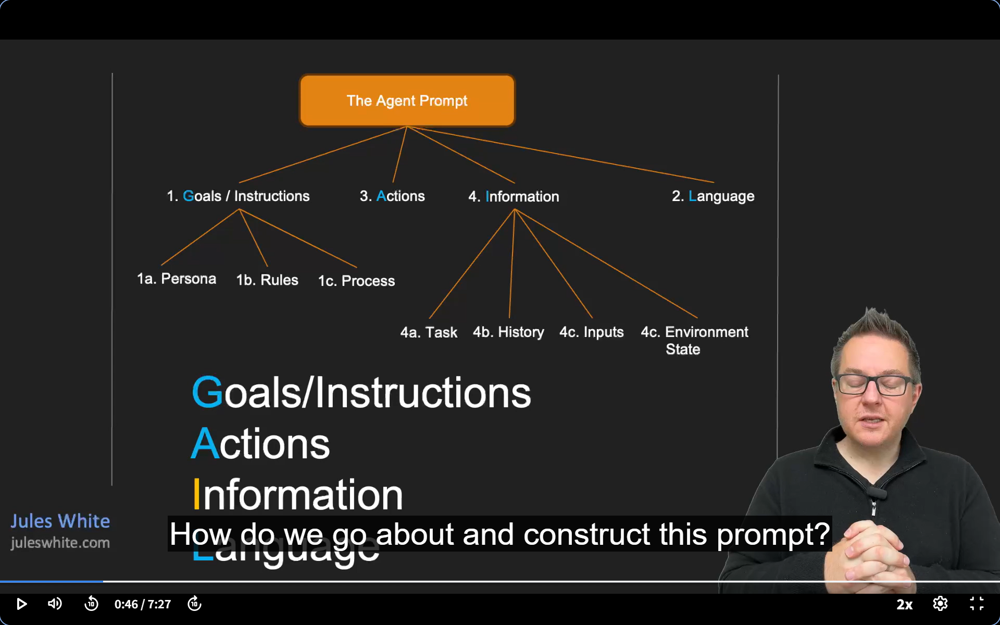 The Agent Prompt
1. Goals / Instructions
3. Actions
4. Information
2. Language
1a. Persona
1b. Rules
1c. Process
4a. Task
4b. History
4c. Inputs
4c. Environment
State
Goals/Instructions
Actions
Information
Language
How do we go about and construct this prompt?
Jules White
juleswhite.com
10
0:46 / 7:27
10
2x